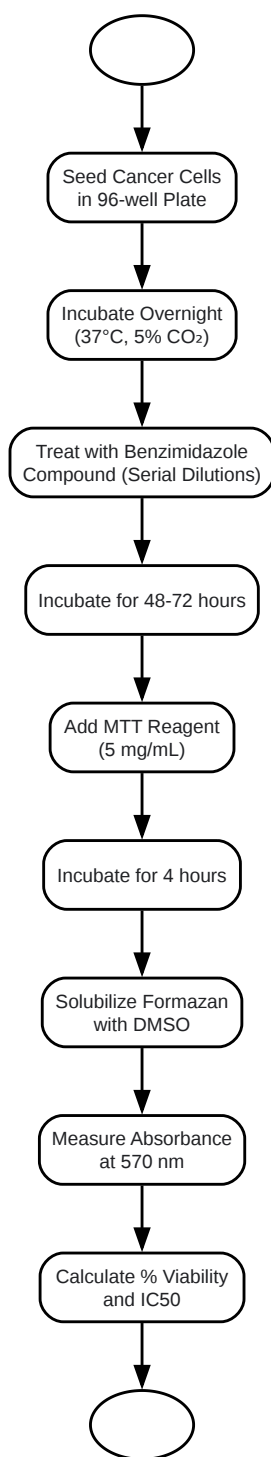 Seed Cancer Cells
in 96-well Plate
Incubate Overnight
(37°C, 5% CO₂)
Treat with Benzimidazole
Compound (Serial Dilutions)
Incubate for 48-72 hours
Add MTT Reagent
(5 mg/mL)
Incubate for 4 hours
Solubilize Formazan
with DMSO
Measure Absorbance
at 570 nm
Calculate % Viability
and IC50